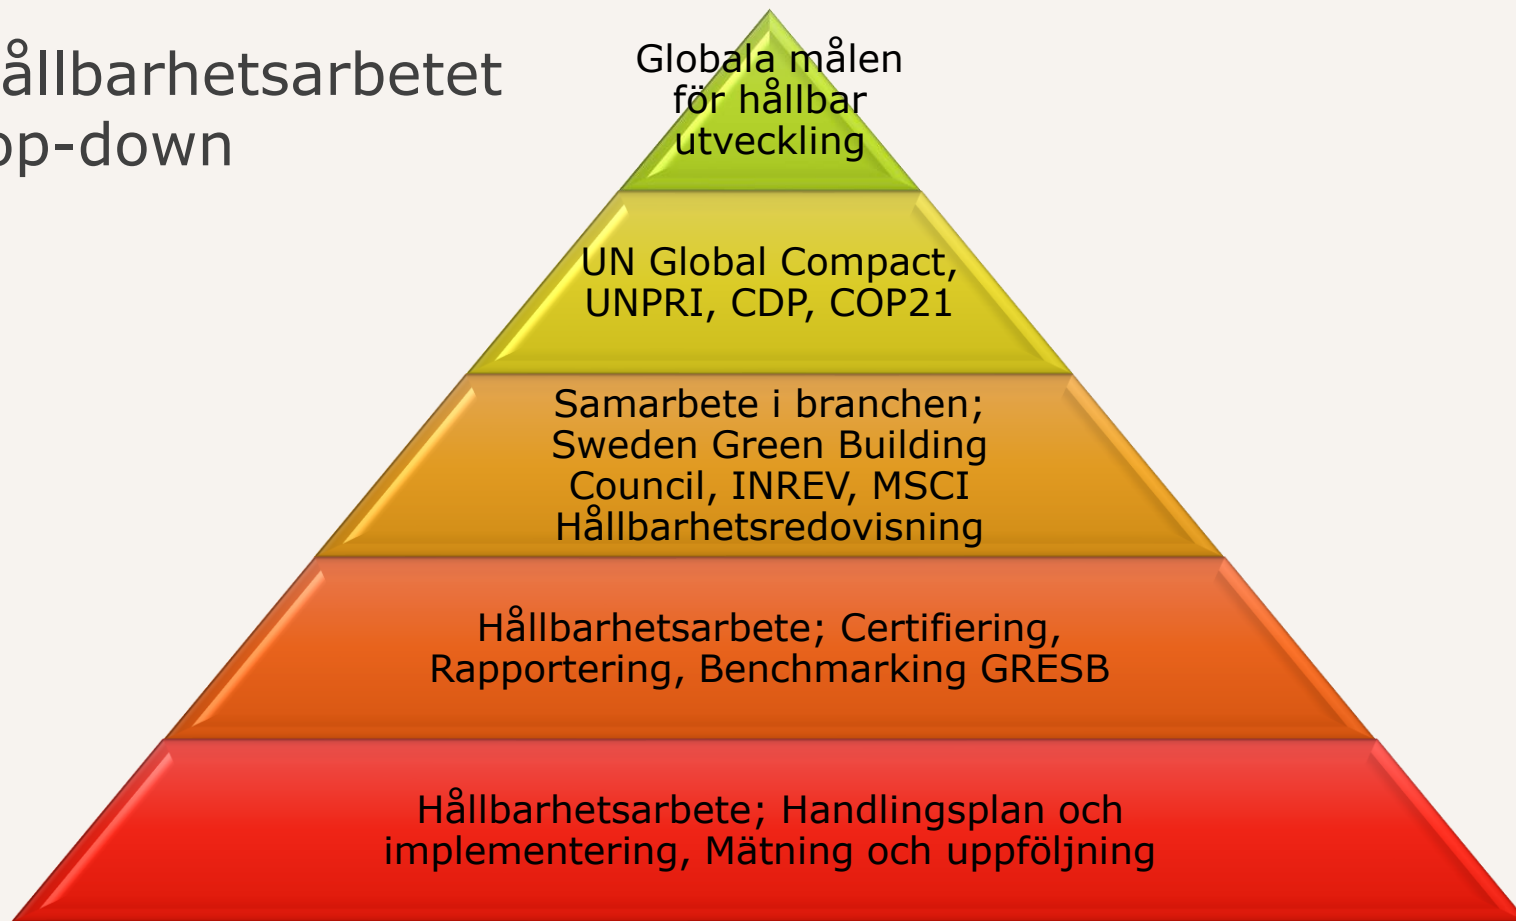 ållbarhetsarbetet
op-down
Globala målen
för hållbar
utveckling
UN Global Compact,
UNPRI, CDP, COP21
Samarbete i branchen;
Sweden Green Building
Council, INREV, MSCI
Hållbarhetsredovisning
Hållbarhetsarbete; Certifiering,
Rapportering, Benchmarking GRESB
Hållbarhetsarbete; Handlingsplan och
implementering, Mätning och uppföljning